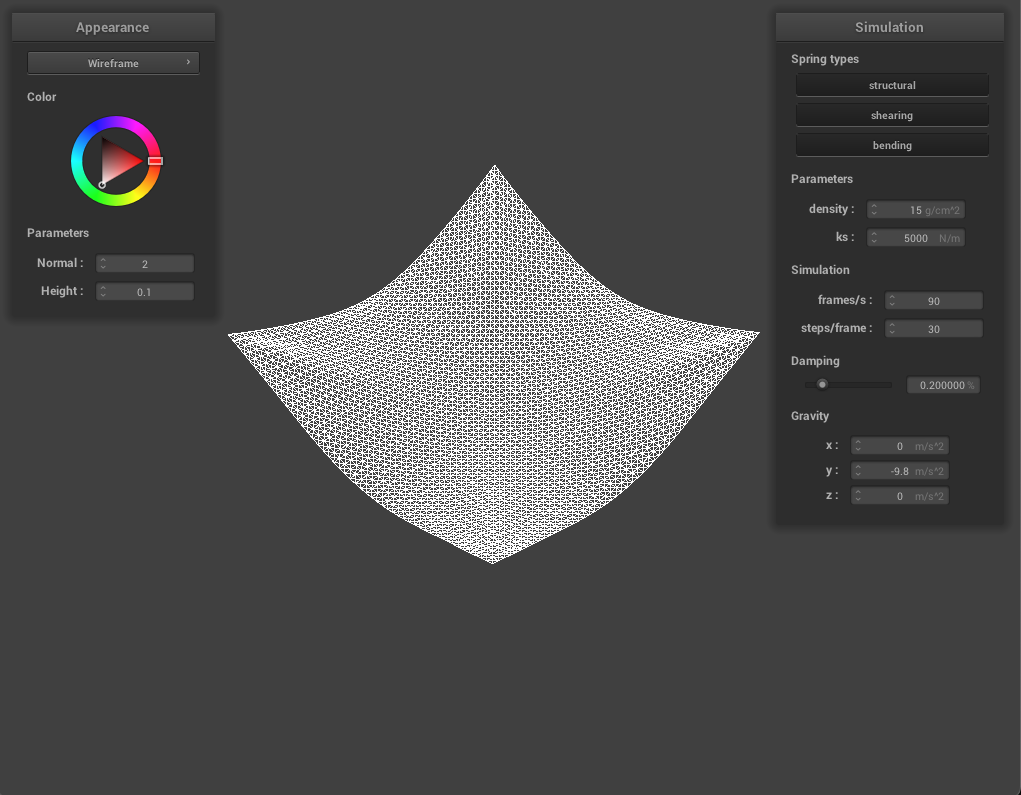 Appearance
Wireframe ›
Color
Parameters
Normal : 2
Height : 0.1
Simulation
Spring types
structural
shearing
bending
Parameters
density : 15 g/cm^2
ks : 5000 N/m
Simulation
frames/s : 90
steps/frame : 30
Damping
0.200000 %
Gravity
x : 0 m/s^2
y : -9.8 m/s^2
z : 0 m/s^2